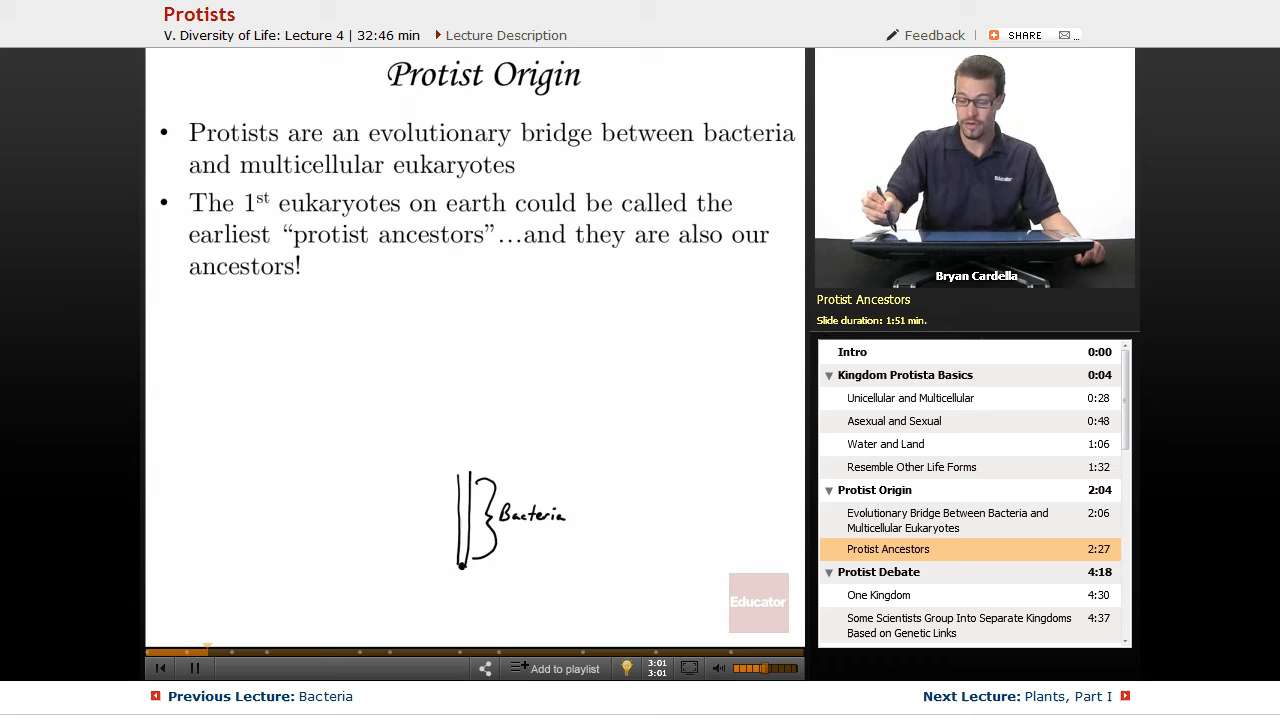 Protists
V. Diversity of Life: Lecture 4 | 32:46 min
Lecture Description
Feedback
SHARE
...
Protist Origin
• Protists are an evolutionary bridge between bacteria
and multicellular eukaryotes
• The 1st eukaryotes on earth could be called the
earliest “protist ancestors”…and they are also our
ancestors!
Bacteria
Educator
Educator
Bryan Cardella
Protist Ancestors
Slide duration: 1:51 min.
Intro 0:00
Kingdom Protista Basics 0:04
Unicellular and Multicellular 0:28
Asexual and Sexual 0:48
Water and Land 1:06
Resemble Other Life Forms 1:32
Protist Origin 2:04
Evolutionary Bridge Between Bacteria and 2:06
Multicellular Eukaryotes
Protist Ancestors 2:27
Protist Debate 4:18
One Kingdom 4:30
Some Scientists Group Into Separate Kingdoms 4:37
Based on Genetic Links
Add to playlist
3:01
3:01
Previous Lecture: Bacteria
Next Lecture: Plants, Part I